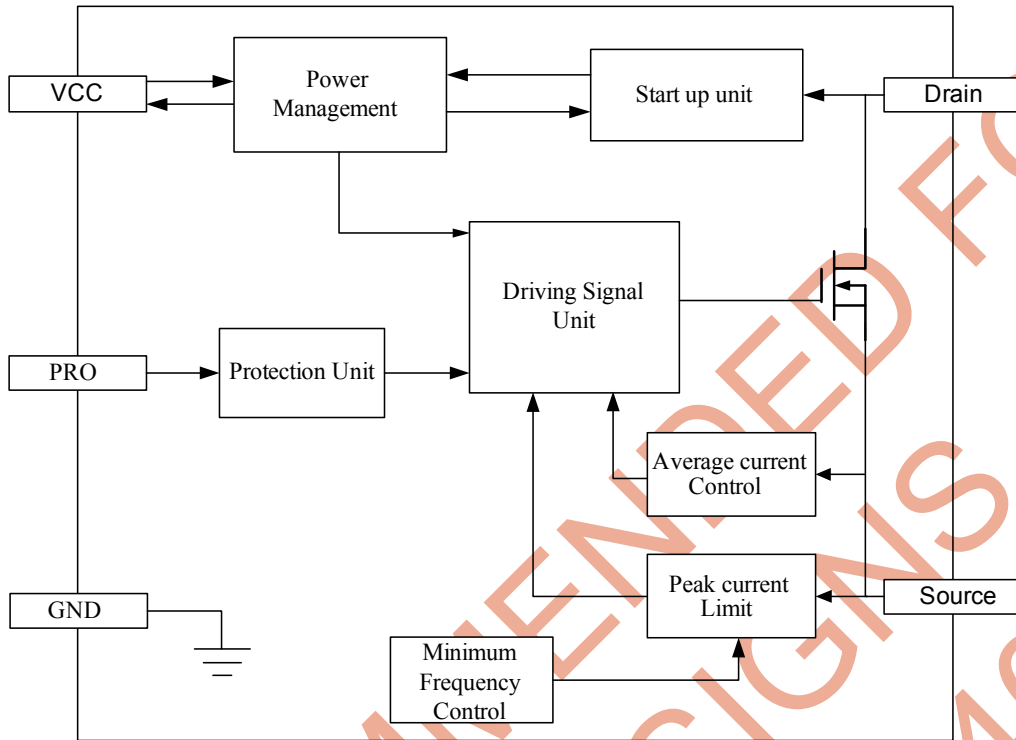 VCC
Power
Management
Start up unit
Drain
Driving Signal
Unit
PRO
Protection Unit
Average current
Control
GND
Peak current
Limit
Source
Minimum
Frequency
Control